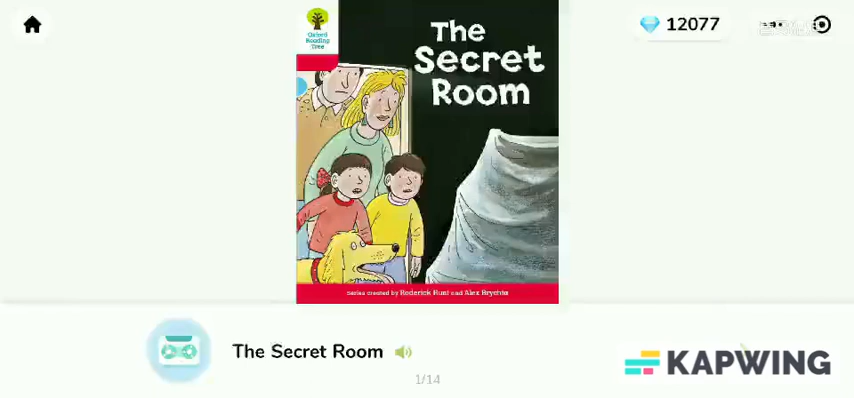 Oxford
Reading
Tree
The
Secret
Room
12077
Series created by Roderick Hunt and Alex Brychta
The Secret Room
1/14
KAPWING